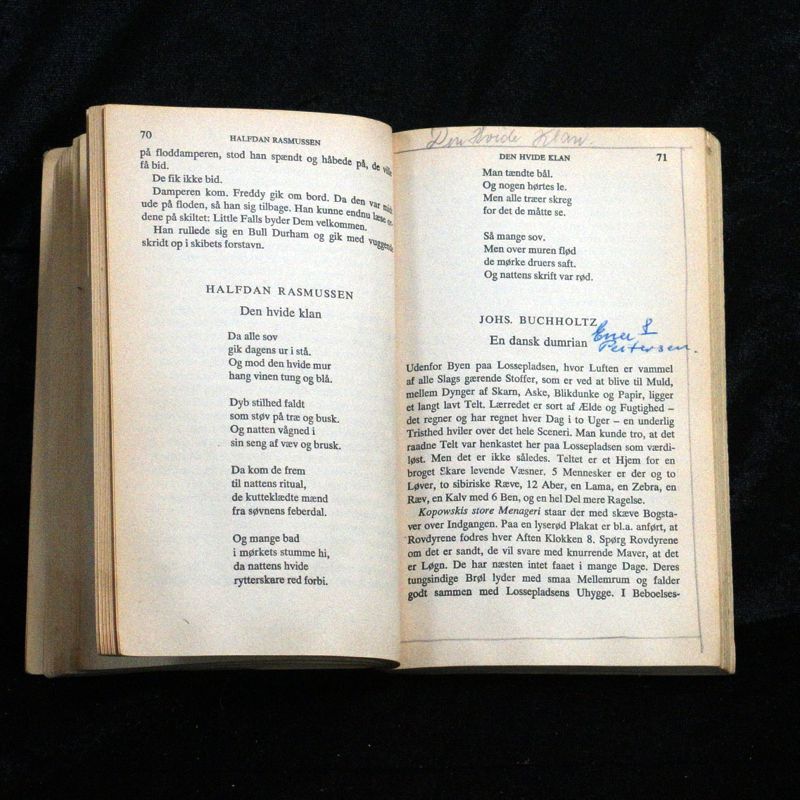 70
HALFDAN RASMUSSEN
på floddamperen, stod han spændt og håbede på, de ville
få bid.
De fik ikke bid.
Damperen kom. Freddy gik om bord. Da den var midt
ude på floden, så han sig tilbage. Han kunne endnu læse or-
dene på skiltet: Little Falls byder Dem velkommen.
Han rullede sig en Bull Durham og gik med vuggende
skridt op i skibets forstavn.
HALFDAN RASMUSSEN
Den hvide klan
Da alle sov
gik dagens ur i stå.
Og mod den hvide mur
hang vinen tung og blå.
Dyb stilhed faldt
som støv på træ og busk.
Og natten vågned i
sin seng af væv og brusk.
Da kom de frem
til nattens ritual,
de kutteklædte mænd
fra søvnens feberdal.
Og mange bad
i mørkets stumme hi,
da nattens hvide
rytterskare red forbi.
Den Hvide Klan.
DEN HVIDE KLAN
71
Man tændte bål.
Og nogen hørtes le.
Men alle træer skreg
for det de måtte se.
Så mange sov.
Men over muren flød
de mørke druers saft.
Og nattens skrift var rød.
JOHS. BUCHHOLTZ
En dansk dumrian
Petersen.
Udenfor Byen paa Lossepladsen, hvor Luften er vammel
af alle Slags gærende Stoffer, som er ved at blive til Muld,
mellem Dynger af Skarn, Aske, Blikdunke og Papir, ligger
et langt lavt Telt. Lærredet er sort af Ælde og Fugtighed –
det regner og har regnet hver Dag i to Uger – en underlig
Tristhed hviler over det hele Sceneri. Man kunde tro, at det
raadne Telt var henkastet her paa Lossepladsen som værdi-
løst. Men det er ikke således. Teltet er et Hjem for en
broget Skare levende Væsner. 5 Mennesker er der og to
Løver, to sibiriske Ræve, 12 Aber, en Lama, en Zebra, en
Ræv, en Kalv med 6 Ben, og en hel Del mere Ragelse.
Kopowskis store Menageri staar der med skæve Bogsta-
ver over Indgangen. Paa en lyserød Plakat er bl.a. anført, at
Rovdyrene fodres hver Aften Klokken 8. Spørg Rovdyrene
om det er sandt, de vil svare med knurrende Maver, at det
er Løgn. De har næsten intet faaet i mange Dage. Deres
tungsindige Brøl lyder med smaa Mellemrum og falder
godt sammen med Lossepladsens Uhygge. I Beboelses-